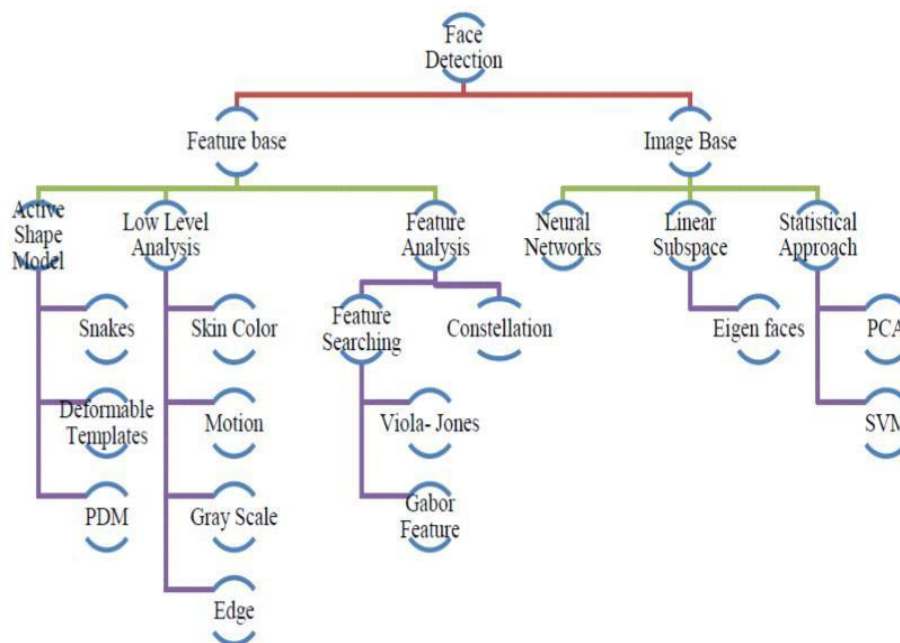 Face
Detection
Feature base
Image Base
Active
Shape
Model
Low Level
Analysis
Feature
Analysis
Neural
Networks
Linear
Subspace
Statistical
Approach
Snakes
Skin Color
Feature
Searching
Constellation
Eigen faces
PCA
Deformable
Templates
Motion
Viola- Jones
SVM
PDM
Gray Scale
Gabor
Feature
Edge